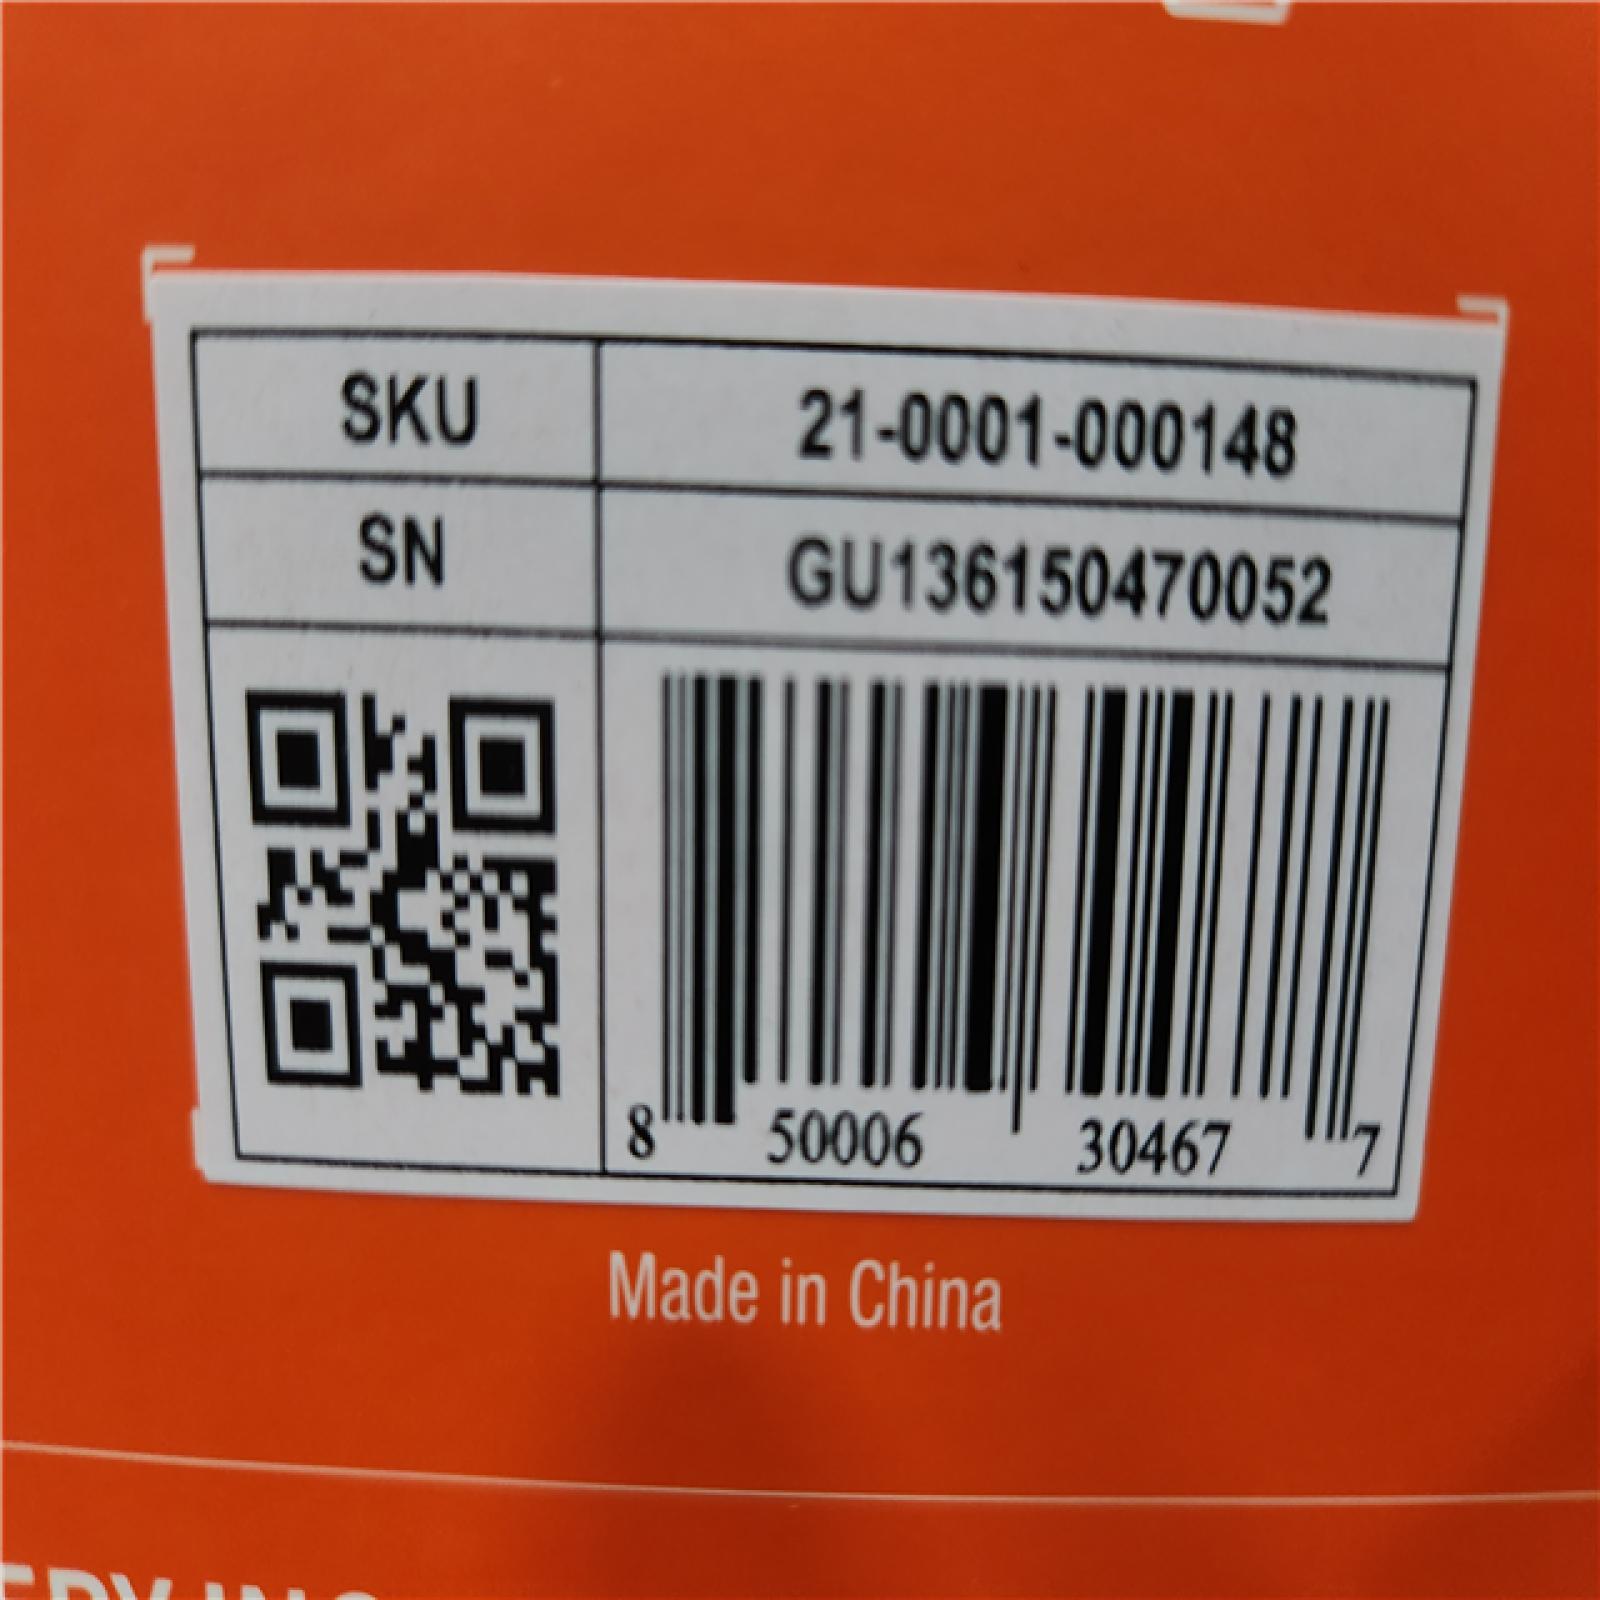 SKU 21-0001-000148
SN GU136150470052
8 50006 30467 7
Made in China